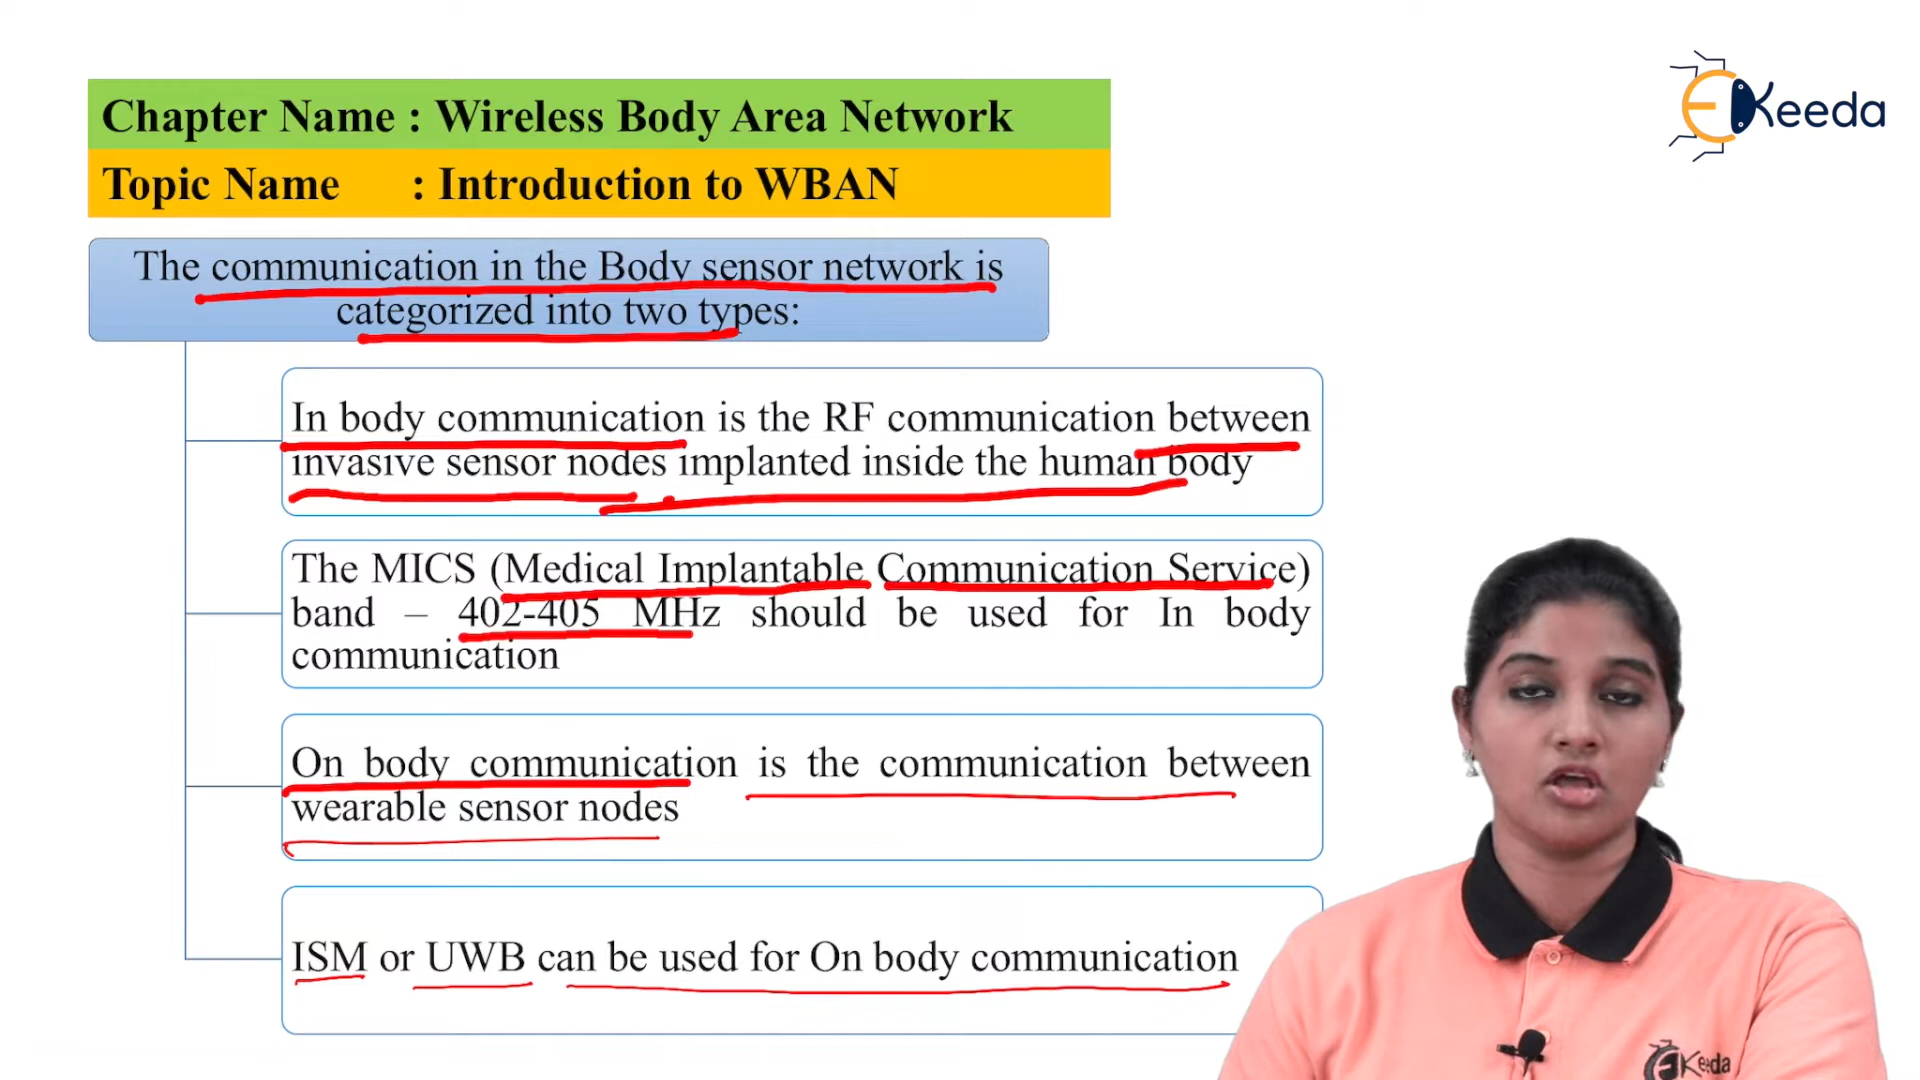 Chapter Name : Wireless Body Area Network
EKeeda
Topic Name : Introduction to WBAN
The communication in the Body sensor network is
categorized into two types:
In body communication is the RF communication between
invasive sensor nodes implanted inside the human body
The MICS (Medical Implantable Communication Service)
band – 402-405 MHz should be used for In body
communication
On body communication is the communication between
wearable sensor nodes
ISM or UWB can be used for On body communication
EKeeda